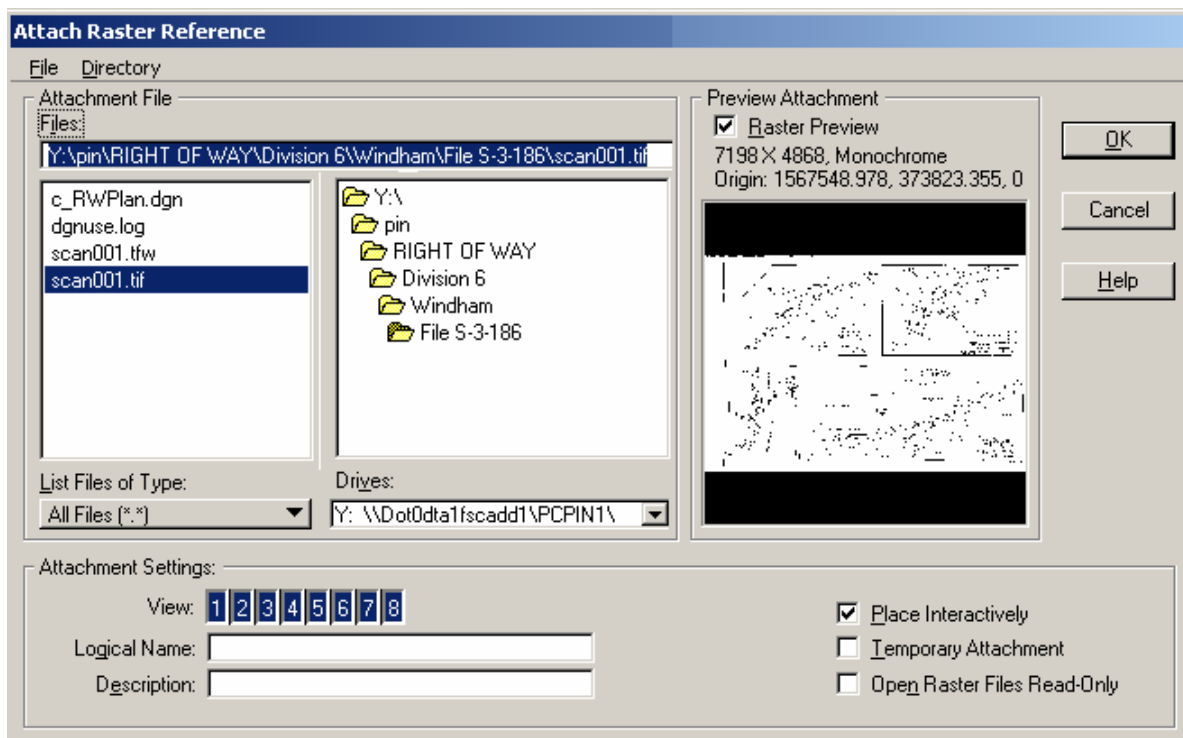 Attach Raster Reference
File Directory
Attachment File
Files:
Y:\pin\RIGHT OF WAY\Division 6\Windham\File S-3-186\scan001.tif
c_RWPlan.dgn
dgnuse.log
scan001.tfw
scan001.tif
Y:\
pin
RIGHT OF WAY
Division 6
Windham
File S-3-186
List Files of Type:
All Files (*.*)
Drives:
Y: \\Dot0dta1fscadd1\PCPIN1\
Preview Attachment
Raster Preview
7198 X 4868, Monochrome
Origin: 1567548.978, 373823.355, 0
OK
Cancel
Help
Attachment Settings:
View: 1 2 3 4 5 6 7 8
Logical Name:
Description:
Place Interactively
Temporary Attachment
Open Raster Files Read-Only